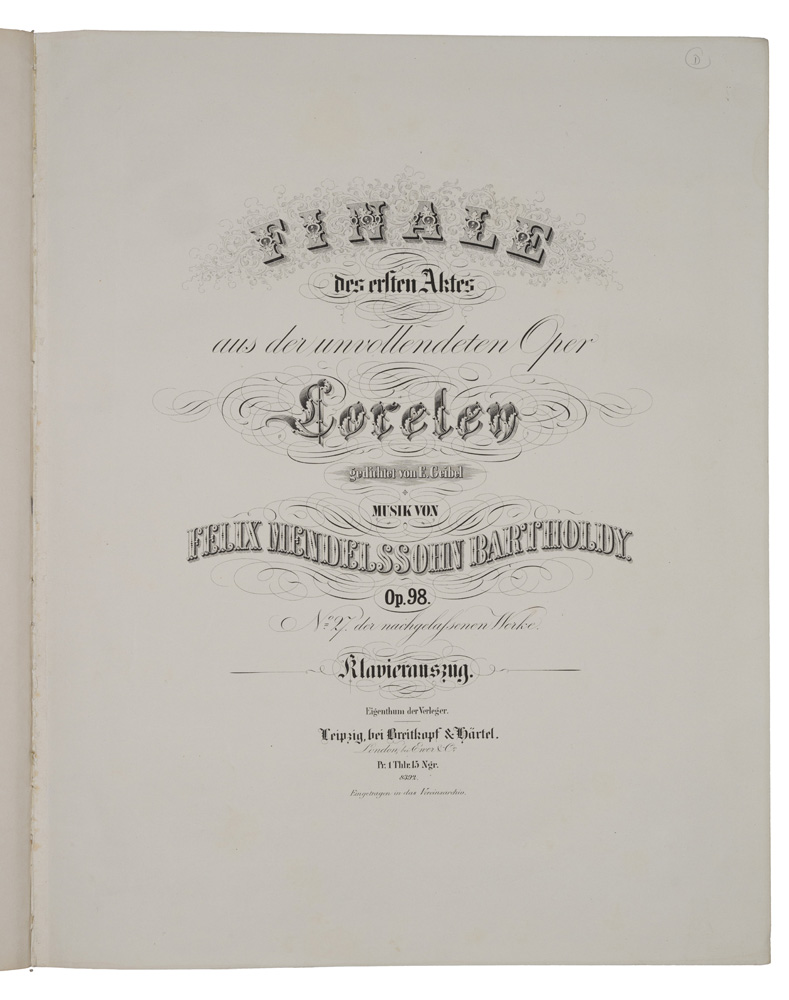 D
FINALE
des ersten Aktes
aus der unvollendeten Oper
Loreley
gedichtet von E. Geibel
MUSIK VON
FELIX MENDELSSOHN BARTHOLDY.
Op. 98.
No. 27. der nachgelaßenen Werke.
Klavierauszug.
Eigenthum der Verleger.
Leipzig, bei Breitkopf & Härtel.
London, bei Ewer & Co.
Pr. 1 Thlr. 15 Ngr.
8392.
Eingetragen in das Vereinsarchiv.